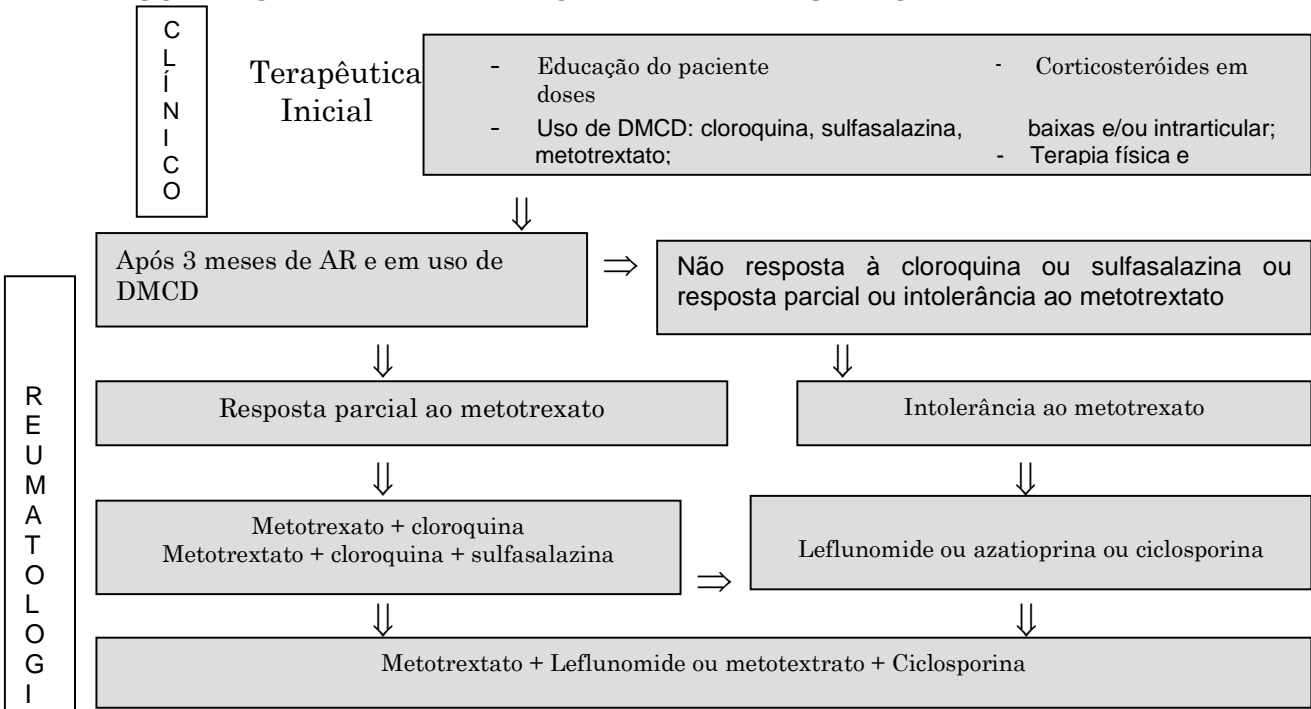 C
L
Í
N
I
C
O
Terapêutica
Inicial
- Educação do paciente - Corticosteróides em
doses
- Uso de DMCD: cloroquina, sulfasalazina, baixas e/ou intrarticular;
metotrextato; - Terapia física e
Após 3 meses de AR e em uso de
DMCD
Não resposta à cloroquina ou sulfasalazina ou
resposta parcial ou intolerância ao metotrextato
R
E
U
M
A
T
O
L
O
G
I
Resposta parcial ao metotrexato
Intolerância ao metotrexato
Metotrexato + cloroquina
Metotrextato + cloroquina + sulfasalazina
Leflunomide ou azatioprina ou ciclosporina
Metotrextato + Leflunomide ou metotextrato + Ciclosporina